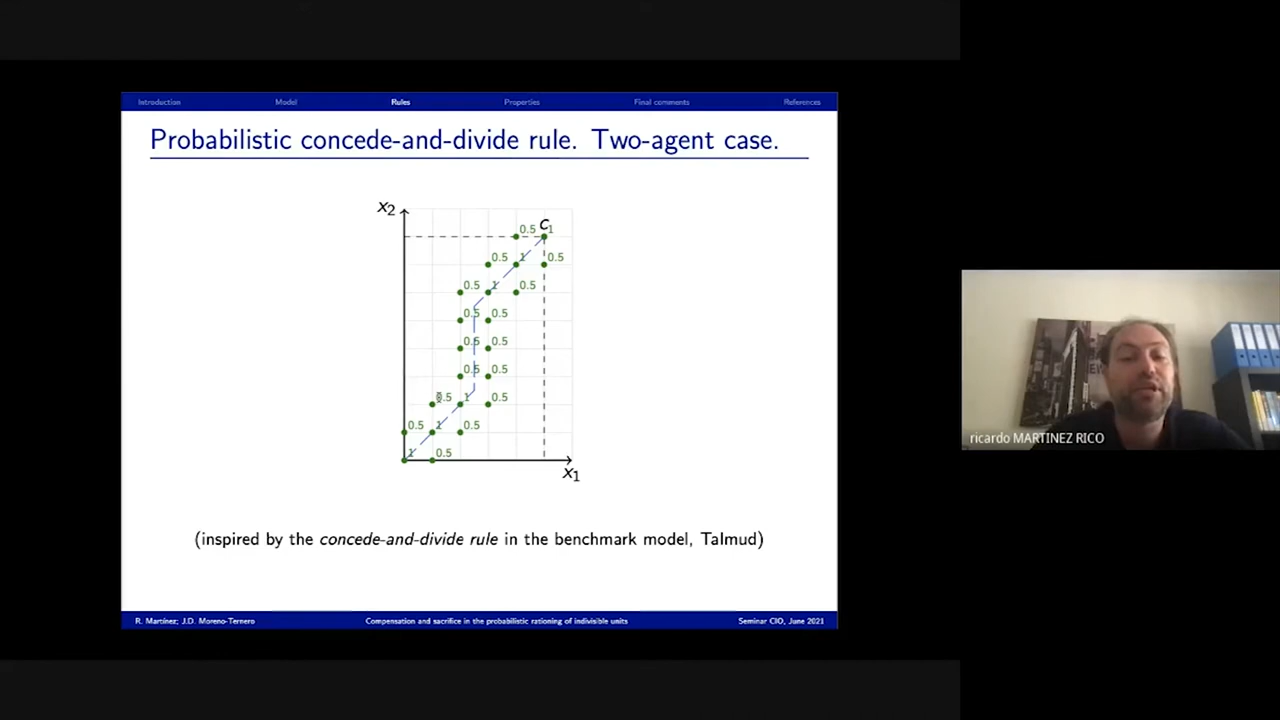 Introduction Model Rules Properties Final comments References
Probabilistic concede-and-divide rule. Two-agent case.
x2
c
0.5 1
0.5 1 0.5
0.5 1 0.5
0.5 0.5
0.5 0.5
0.5 0.5
0.5 1 0.5
0.5 1 0.5
1 0.5
x1
(inspired by the concede-and-divide rule in the benchmark model, Talmud)
R. Martínez; J.D. Moreno-Ternero Compensation and sacrifice in the probabilistic rationing of indivisible units Seminar CIO, June 2021
ricardo MARTINEZ RICO